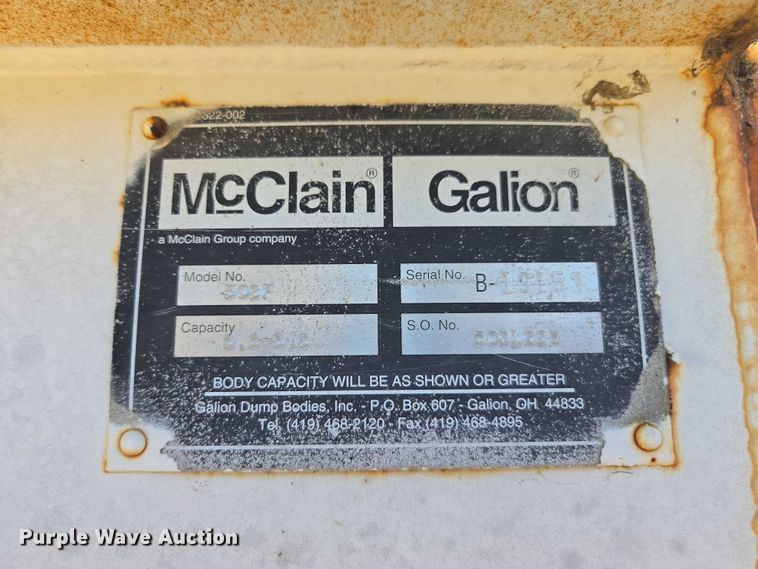 McClain® Galion®
a McClain Group company
Model No.
Serial No. B-
Capacity
S.O. No.
BODY CAPACITY WILL BE AS SHOWN OR GREATER
Galion Dump Bodies, Inc. - P.O. Box 607 - Galion, OH 44833
Tel. (419) 468-2120 - Fax (419) 468-4895
Purple Wave Auction